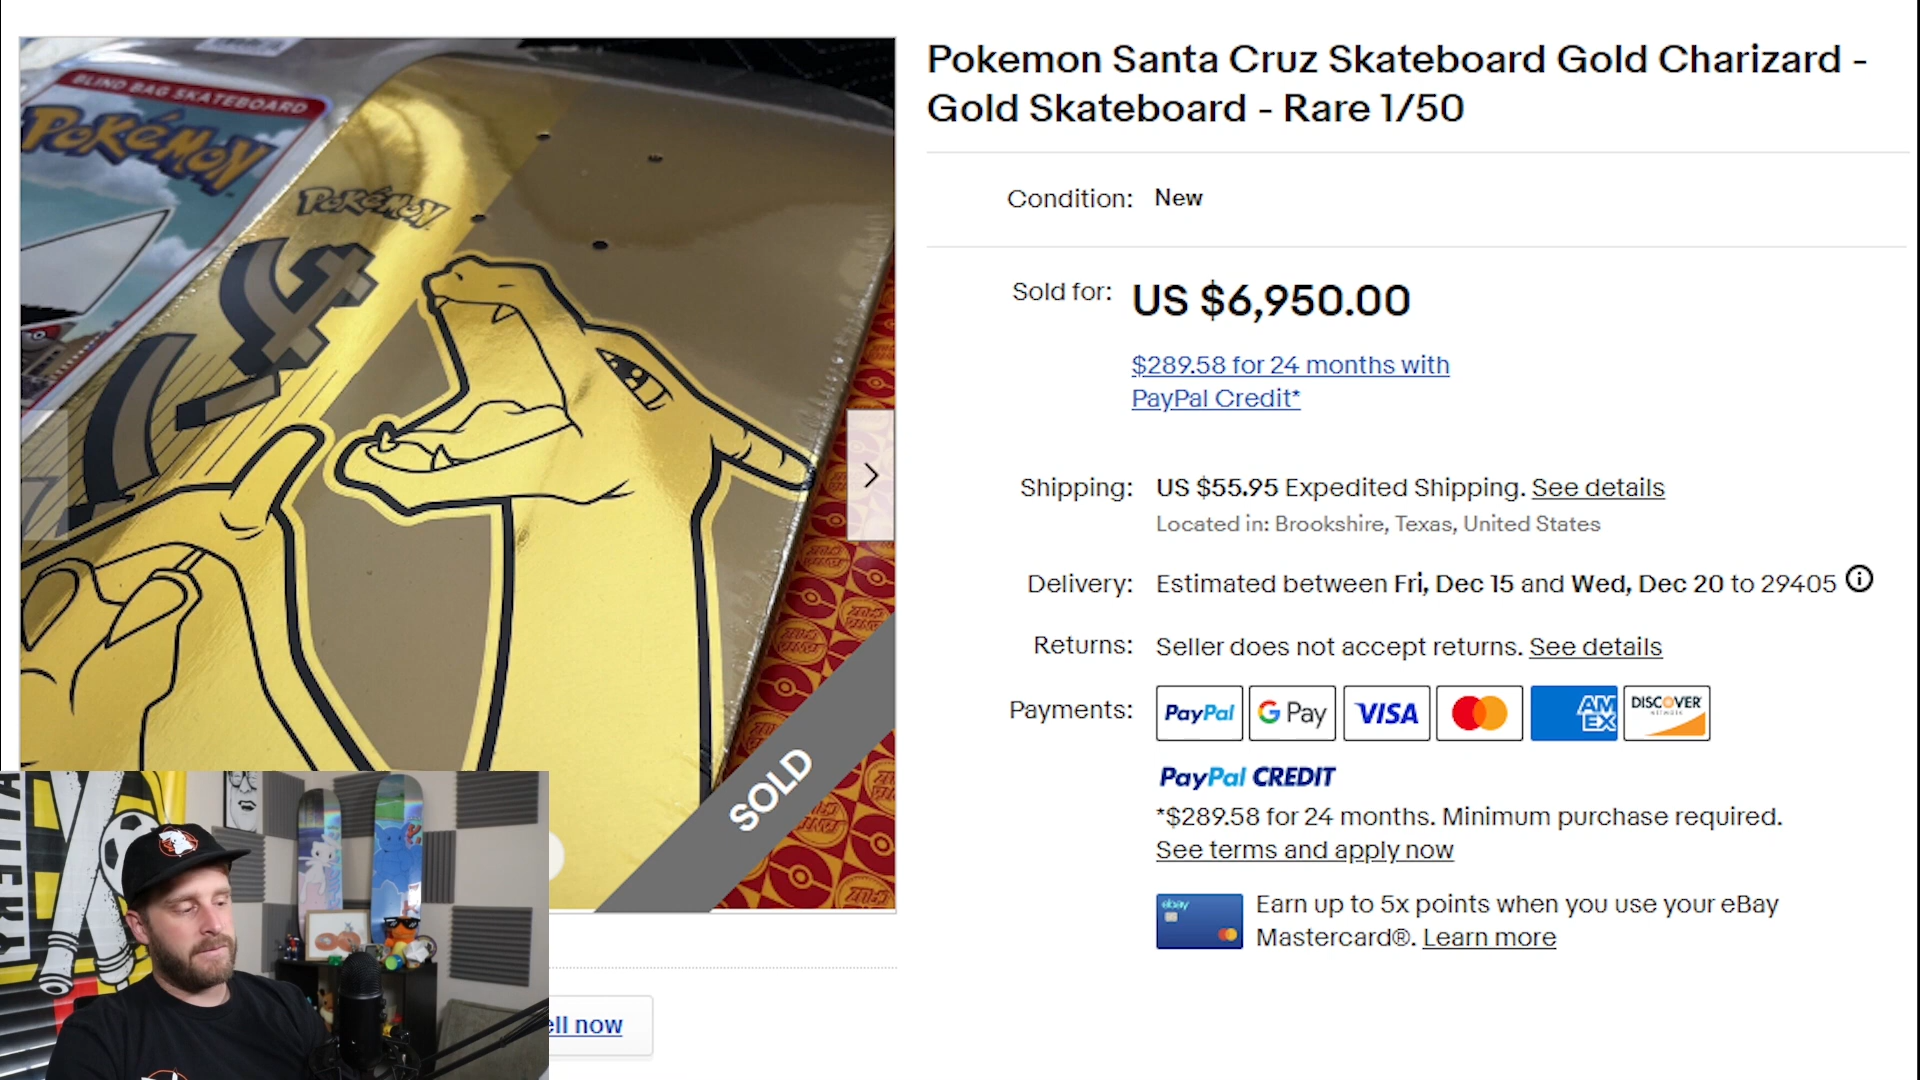 BLIND BAG SKATEBOARD
POKÉMON
POKÉMON
SOLD
Pokemon Santa Cruz Skateboard Gold Charizard -
Gold Skateboard - Rare 1/50
Condition: New
Sold for: US $6,950.00
$289.58 for 24 months with
PayPal Credit*
Shipping: US $55.95 Expedited Shipping. See details
Located in: Brookshire, Texas, United States
Delivery: Estimated between Fri, Dec 15 and Wed, Dec 20 to 29405
Returns: Seller does not accept returns. See details
Payments: PayPal G Pay VISA AM EX DISCOVER NETWORK
PayPal CREDIT
*$289.58 for 24 months. Minimum purchase required.
See terms and apply now
ebay
Earn up to 5x points when you use your eBay
Mastercard®. Learn more
ell now